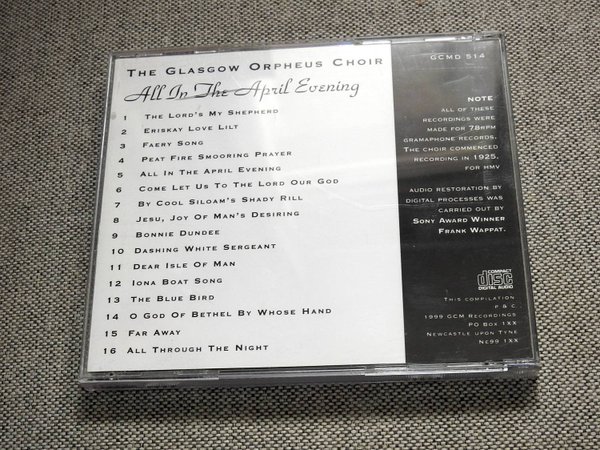 The Glasgow Orpheus Choir
All In The April Evening
1 The Lord's My Shepherd
2 Eriskay Love Lilt
3 Faery Song
4 Peat Fire Smooring Prayer
5 All In The April Evening
6 Come Let Us To The Lord Our God
7 By Cool Siloam's Shady Rill
8 Jesu, Joy Of Man's Desiring
9 Bonnie Dundee
10 Dashing White Sergeant
11 Dear Isle Of Man
12 Iona Boat Song
13 The Blue Bird
14 O God Of Bethel By Whose Hand
15 Far Away
16 All Through The Night
GCMD 514
NOTE
ALL OF THESE
RECORDINGS WERE
MADE FOR 78RPM
GRAMAPHONE RECORDS.
THE CHOIR COMMENCED
RECORDING IN 1925,
FOR HMV
AUDIO RESTORATION BY
DIGITAL PROCESSES WAS
CARRIED OUT BY
SONY AWARD WINNER
FRANK WAPPAT.
COMPACT
disc
DIGITAL AUDIO
This compilation
P & C
1999 GCM Recordings
PO Box 1XX
Newcastle upon Tyne
NE99 1XX